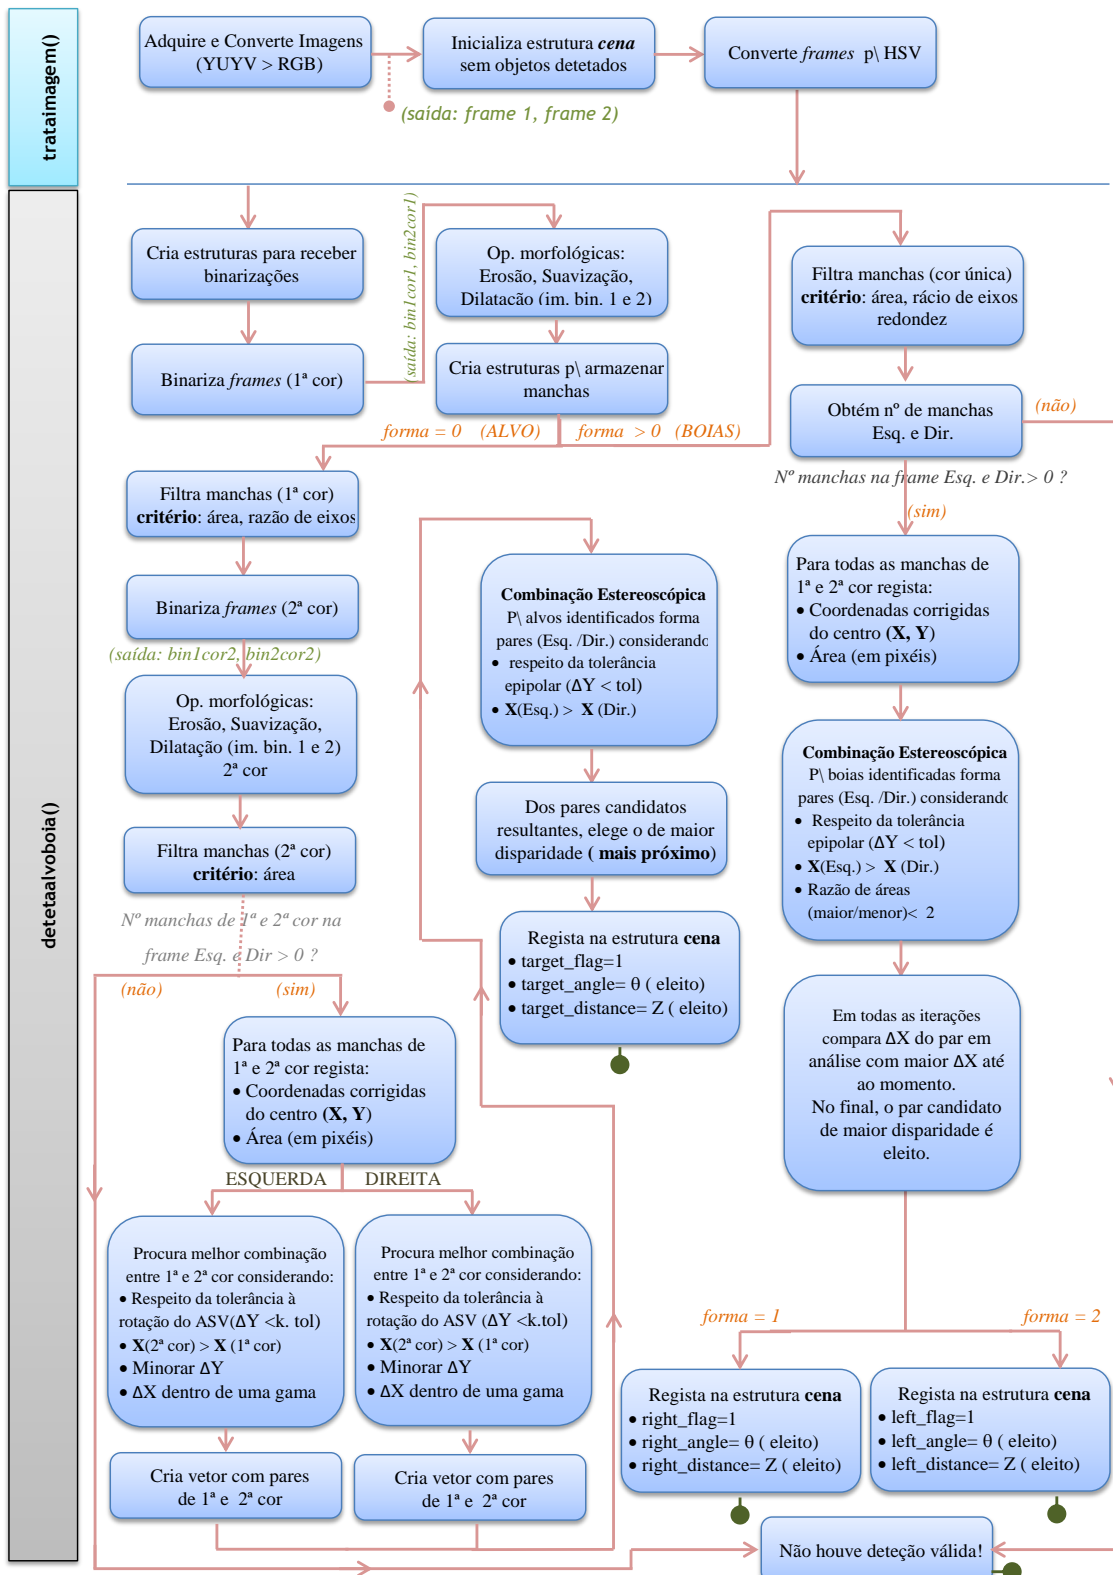 trataimagem()
Adquire e Converte Imagens
(YUYV > RGB)
Inicializa estrutura cena
sem objetos detetados
Converte frames p\ HSV
(saída: frame 1, frame 2)
detetaalvoboia()
Cria estruturas para receber
binarizações
Binariza frames (1ª cor)
(saída: bin1cor1, bin2cor1)
Op. morfológicas:
Erosão, Suavização,
Dilatação (im. bin. 1 e 2)
Cria estruturas p\ armazenar
manchas
forma = 0 (ALVO)
forma > 0 (BOIAS)
Filtra manchas (cor única)
critério: área, rácio de eixos
redondez
Obtém nº de manchas
Esq. e Dir.
(não)
Nº manchas na frame Esq. e Dir.> 0 ?
(sim)
Filtra manchas (1ª cor)
critério: área, razão de eixos
Binariza frames (2ª cor)
(saída: bin1cor2, bin2cor2)
Op. morfológicas:
Erosão, Suavização,
Dilatação (im. bin. 1 e 2)
2ª cor
Filtra manchas (2ª cor)
critério: área
Nº manchas de 1ª e 2ª cor na
frame Esq. e Dir > 0 ?
(não)
(sim)
Para todas as manchas de
1ª e 2ª cor regista:
• Coordenadas corrigidas
do centro (X, Y)
• Área (em pixéis)
ESQUERDA
DIREITA
Procura melhor combinação
entre 1ª e 2ª cor considerando:
• Respeito da tolerância à
rotação do ASV(ΔY <k. tol)
• X(2ª cor) > X (1ª cor)
• Minorar ΔY
• ΔX dentro de uma gama
Procura melhor combinação
entre 1ª e 2ª cor considerando:
• Respeito da tolerância à
rotação do ASV (ΔY <k.tol)
• X(2ª cor) > X (1ª cor)
• Minorar ΔY
• ΔX dentro de uma gama
Cria vetor com pares
de 1ª e 2ª cor
Cria vetor com pares
de 1ª e 2ª cor
Combinação Estereoscópica
P\ alvos identificados forma
pares (Esq. /Dir.) considerando
• respeito da tolerância
epipolar (ΔY < tol)
• X(Esq.) > X (Dir.)
Dos pares candidatos
resultantes, elege o de maior
disparidade ( mais próximo)
Regista na estrutura cena
• target_flag=1
• target_angle= θ ( eleito)
• target_distance= Z ( eleito)
Para todas as manchas de
1ª e 2ª cor regista:
• Coordenadas corrigidas
do centro (X, Y)
• Área (em pixéis)
Combinação Estereoscópica
P\ boias identificadas forma
pares (Esq. /Dir.) considerando
• Respeito da tolerância
epipolar (ΔY < tol)
• X(Esq.) > X (Dir.)
• Razão de áreas
(maior/menor)< 2
Em todas as iterações
compara ΔX do par em
análise com maior ΔX até
ao momento.
No final, o par candidato
de maior disparidade é
eleito.
forma = 1
forma = 2
Regista na estrutura cena
• right_flag=1
• right_angle= θ ( eleito)
• right_distance= Z ( eleito)
Regista na estrutura cena
• left_flag=1
• left_angle= θ ( eleito)
• left_distance= Z ( eleito)
Não houve deteção válida!